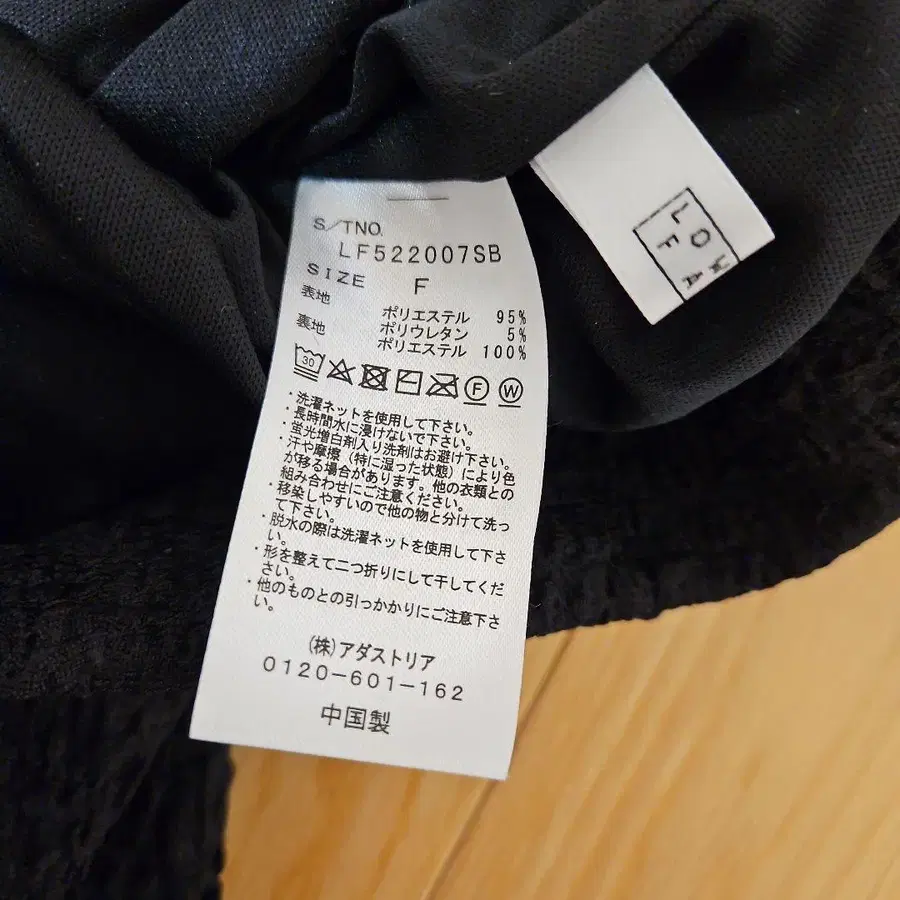 S/TNO.
LF522007SB
SIZE F
表地 ポリエステル 95%
ポリウレタン 5%
裏地 ポリエステル 100%
30
F W
・洗濯ネットを使用して下さい。
・長時間水に浸けないで下さい。
・蛍光増白剤入り洗剤はお避け下さい。
・汗や摩擦（特に湿った状態）により色
が移る場合があります。他の衣類との
組み合わせにご注意ください。
・移染しやすいので他の物と分けて洗っ
て下さい。
・脱水の際は洗濯ネットを使用して下さ
い。
・形を整えて二つ折りにして干してくだ
さい。
・他のものとの引っかかりにご注意下さ
い。
(株)アダストリア
0120-601-162
中国製
LOW
FA